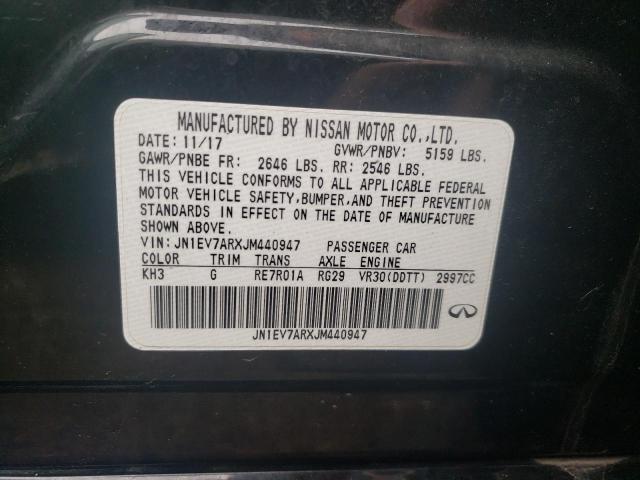 MANUFACTURED BY NISSAN MOTOR CO.,LTD.
DATE: 11/17 GVWR/PNBV: 5159 LBS.
GAWR/PNBE FR: 2646 LBS. RR: 2546 LBS.
THIS VEHICLE CONFORMS TO ALL APPLICABLE FEDERAL
MOTOR VEHICLE SAFETY,BUMPER,AND THEFT PREVENTION
STANDARDS IN EFFECT ON THE DATE OF MANUFACTURE
SHOWN ABOVE.
VIN: JN1EV7ARXJM440947 PASSENGER CAR
COLOR TRIM TRANS AXLE ENGINE
KH3 G RE7R01A RG29 VR30(DDTT) 2997CC
JN1EV7ARXJM440947